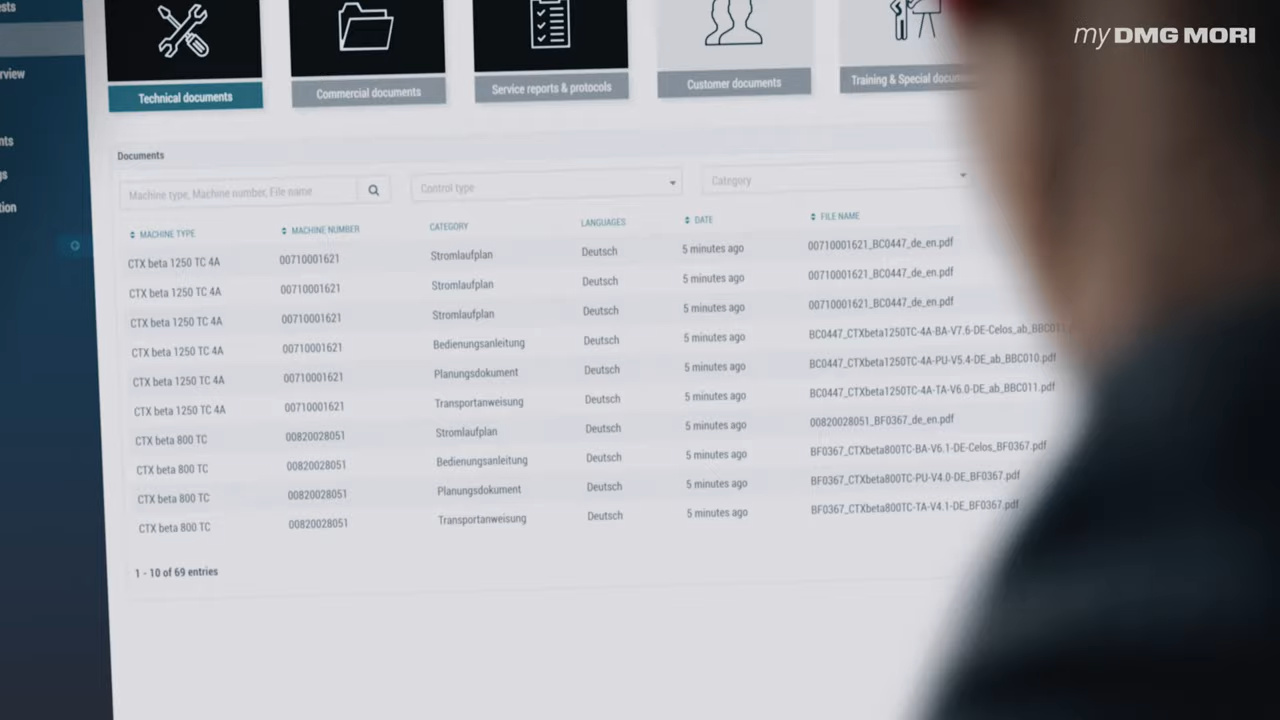 ests
my DMG MORI
rview
Technical documents
Commercial documents
Service reports & protocols
Customer documents
Training & Special
nts
gs
tion
Documents
Machine type, Machine number, File name
Control type
Category
MACHINE TYPE MACHINE NUMBER CATEGORY LANGUAGES DATE FILE NAME
CTX beta 1250 TC 4A 00710001621 Stromlaufplan Deutsch 5 minutes ago 00710001621_BC0447_de_en.pdf
CTX beta 1250 TC 4A 00710001621 Stromlaufplan Deutsch 5 minutes ago 00710001621_BC0447_de_en.pdf
CTX beta 1250 TC 4A 00710001621 Stromlaufplan Deutsch 5 minutes ago 00710001621_BC0447_de_en.pdf
CTX beta 1250 TC 4A 00710001621 Bedienungsanleitung Deutsch 5 minutes ago
CTX beta 1250 TC 4A 00710001621 Planungsdokument Deutsch 5 minutes ago BC0447_CTXbeta1250TC-4A-PU-V5.4-DE_ab_BBC010.pdf
CTX beta 1250 TC 4A 00710001621 Transportanweisung Deutsch 5 minutes ago BC0447_CTXbeta1250TC-4A-TA-V6.0-DE_ab_BBC011.pdf
CTX beta 800 TC 00820028051 Stromlaufplan Deutsch 5 minutes ago 00820028051_BF0367_de_en.pdf
CTX beta 800 TC 00820028051 Bedienungsanleitung Deutsch 5 minutes ago BF0367_CTXbeta800TC-BA-V6.1-DE-Celos_BF0367.pdf
CTX beta 800 TC 00820028051 Planungsdokument Deutsch 5 minutes ago BF0367_CTXbeta800TC-PU-V4.0-DE_BF0367.pdf
CTX beta 800 TC 00820028051 Transportanweisung Deutsch 5 minutes ago BF0367_CTXbeta800TC-TA-V4.1-DE_BF0367.pdf
1 - 10 of 69 entries